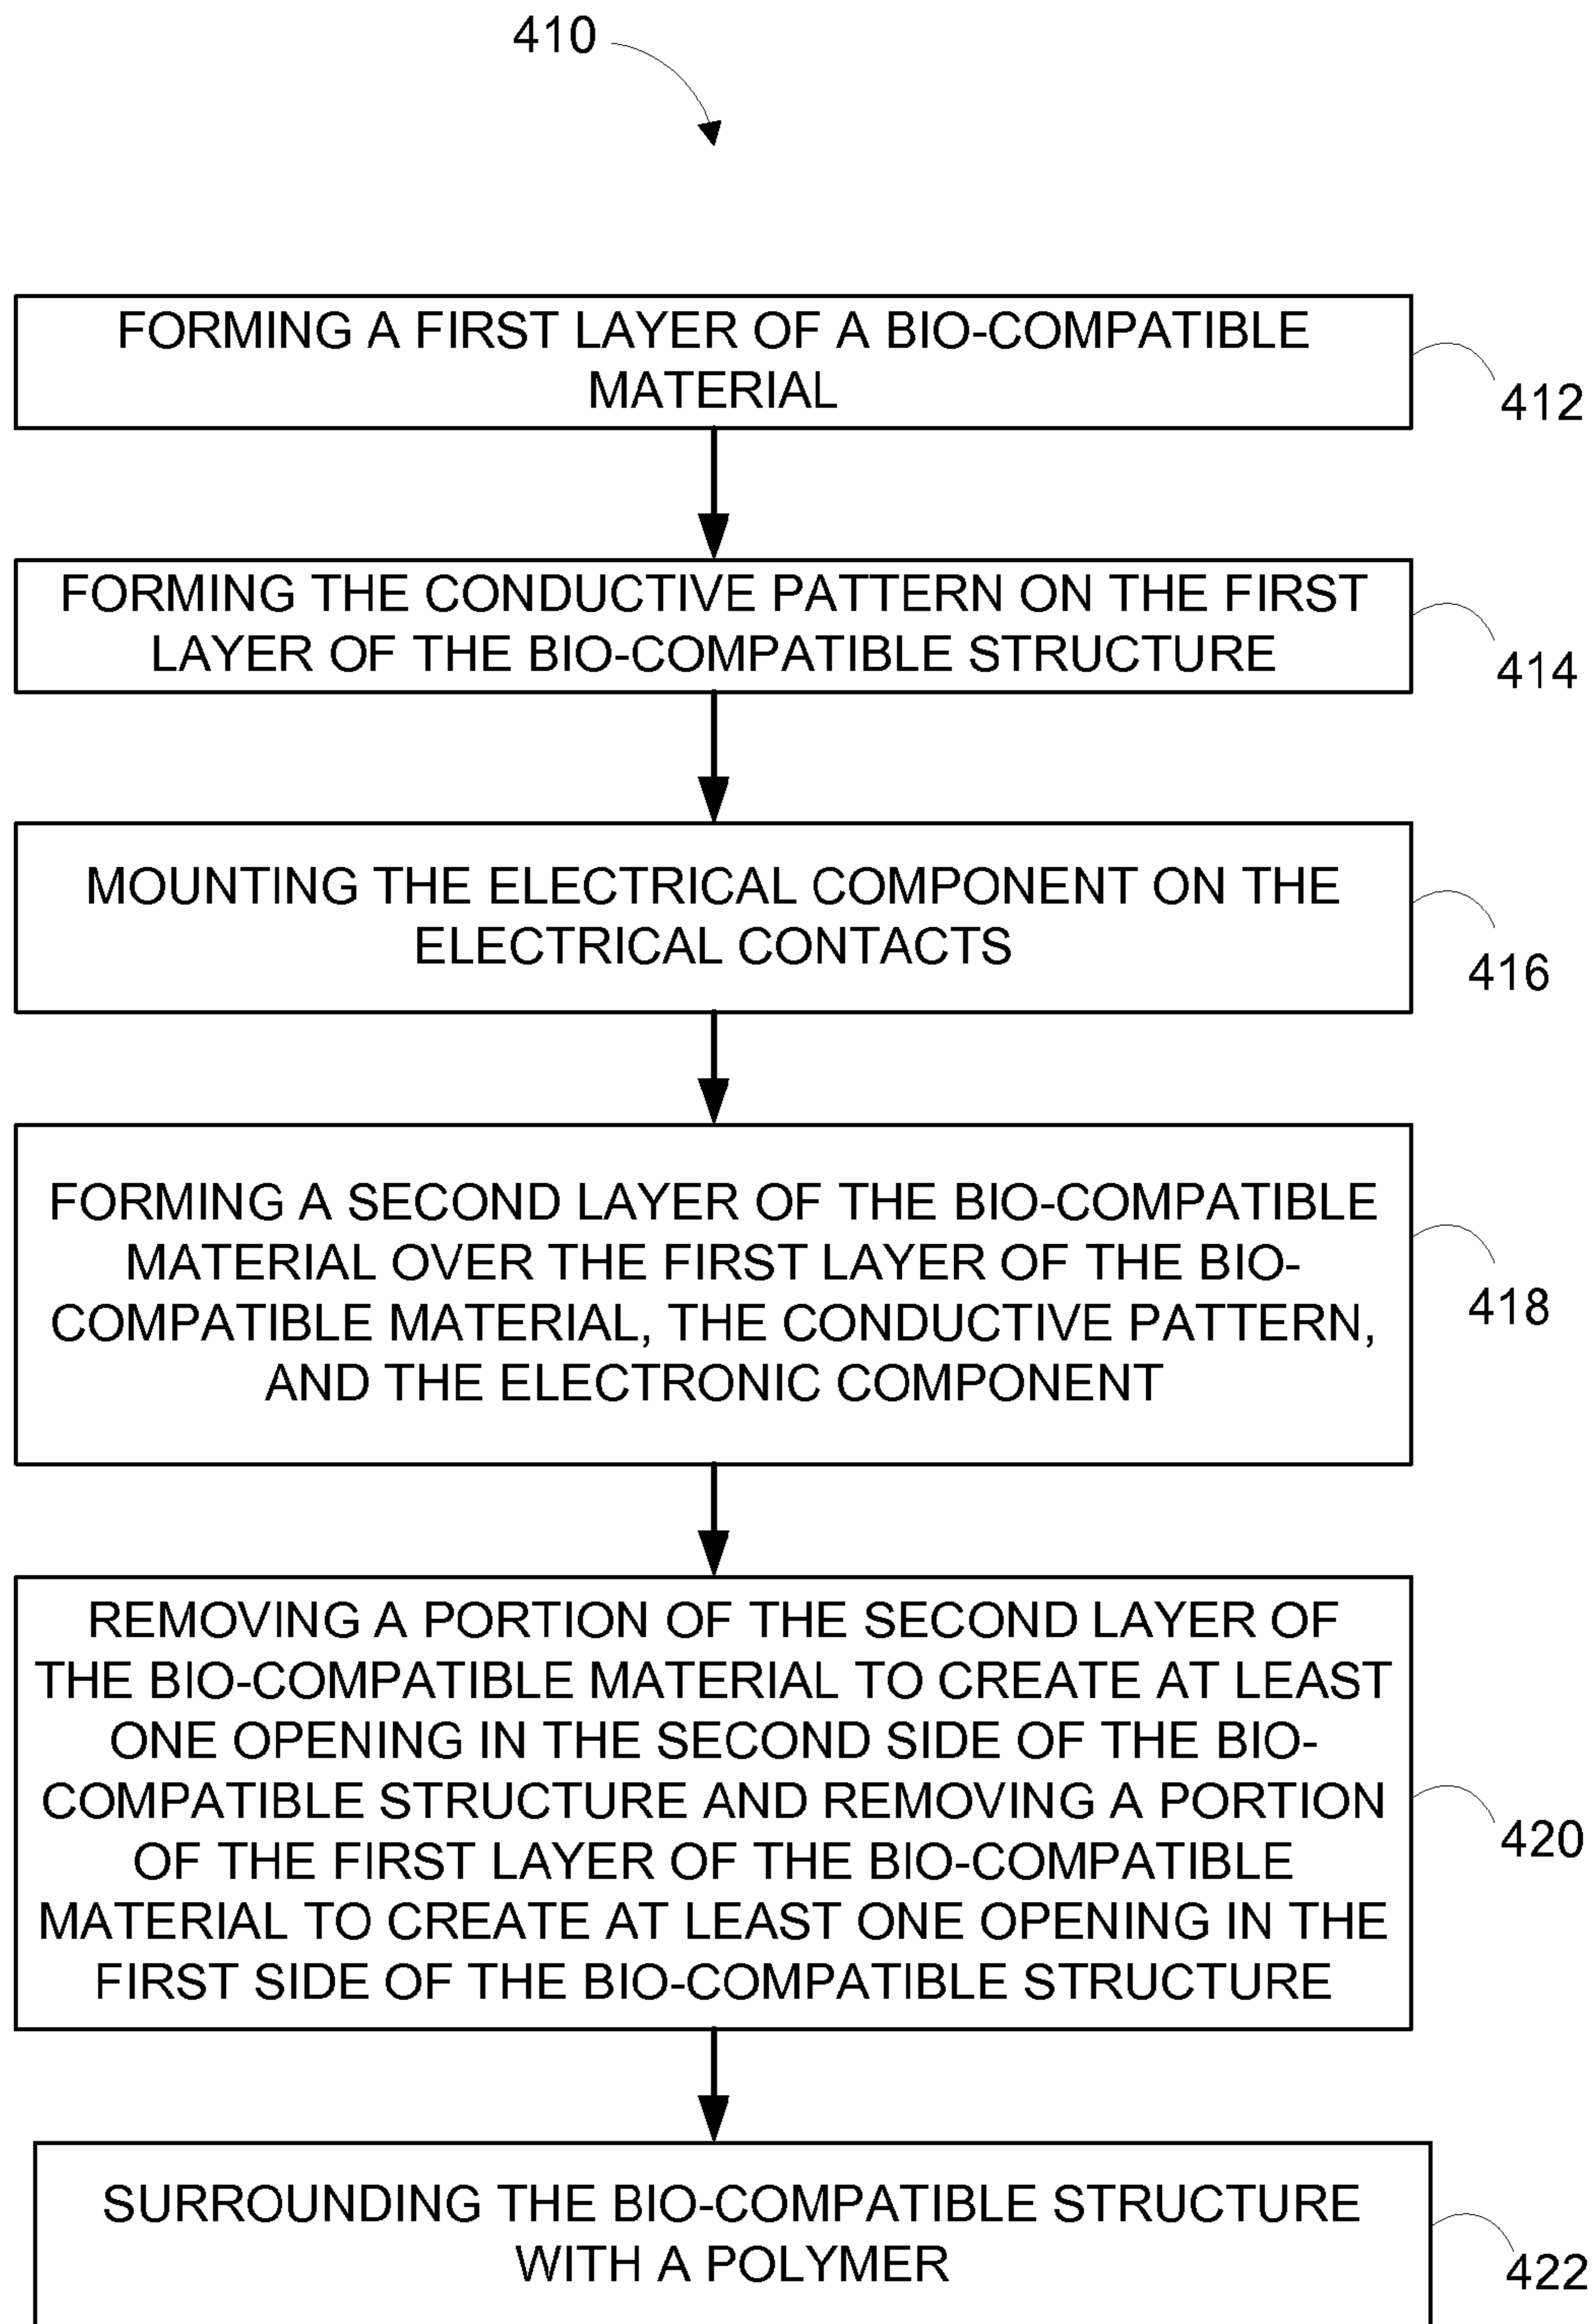 410
FORMING A FIRST LAYER OF A BIO-COMPATIBLE
MATERIAL
412
FORMING THE CONDUCTIVE PATTERN ON THE FIRST
LAYER OF THE BIO-COMPATIBLE STRUCTURE
414
MOUNTING THE ELECTRICAL COMPONENT ON THE
ELECTRICAL CONTACTS
416
FORMING A SECOND LAYER OF THE BIO-COMPATIBLE
MATERIAL OVER THE FIRST LAYER OF THE BIO-
COMPATIBLE MATERIAL, THE CONDUCTIVE PATTERN,
AND THE ELECTRONIC COMPONENT
418
REMOVING A PORTION OF THE SECOND LAYER OF
THE BIO-COMPATIBLE MATERIAL TO CREATE AT LEAST
ONE OPENING IN THE SECOND SIDE OF THE BIO-
COMPATIBLE STRUCTURE AND REMOVING A PORTION
OF THE FIRST LAYER OF THE BIO-COMPATIBLE
MATERIAL TO CREATE AT LEAST ONE OPENING IN THE
FIRST SIDE OF THE BIO-COMPATIBLE STRUCTURE
420
SURROUNDING THE BIO-COMPATIBLE STRUCTURE
WITH A POLYMER
422